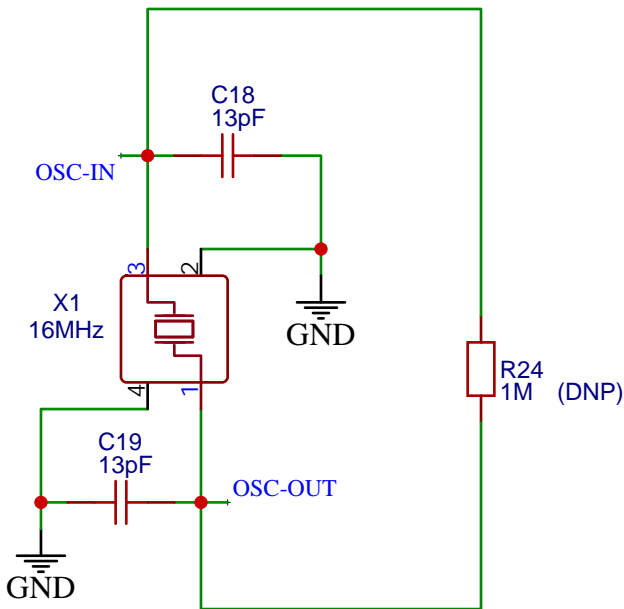 C18
13pF
OSC-IN
3
2
X1
16MHz
GND
R24
1M (DNP)
4
1
C19
13pF
OSC-OUT
GND